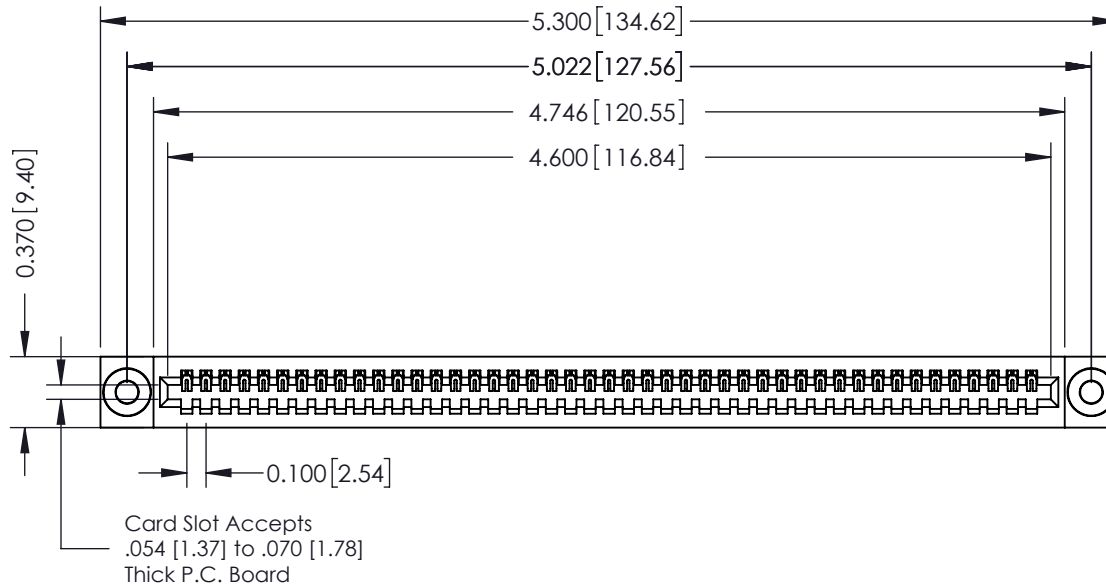 5.300[134.62]
5.022[127.56]
4.746[120.55]
4.600[116.84]
0.370[9.40]
0.100[2.54]
Card Slot Accepts
.054 [1.37] to .070 [1.78]
Thick P.C. Board